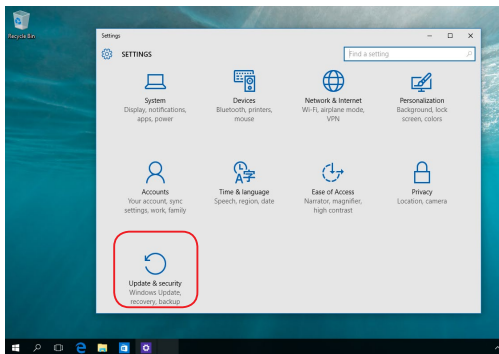 Recycle Bin
Settings
SETTINGS
Find a setting
System
Display, notifications,
apps, power
Devices
Bluetooth, printers,
mouse
Network & Internet
Wi-Fi, airplane mode,
VPN
Personalization
Background, lock
screen, colors
Accounts
Your account, sync
settings, work, family
Time & language
Speech, region, date
Ease of Access
Narrator, magnifier,
high contrast
Privacy
Location, camera
Update & security
Windows Update,
recovery, backup